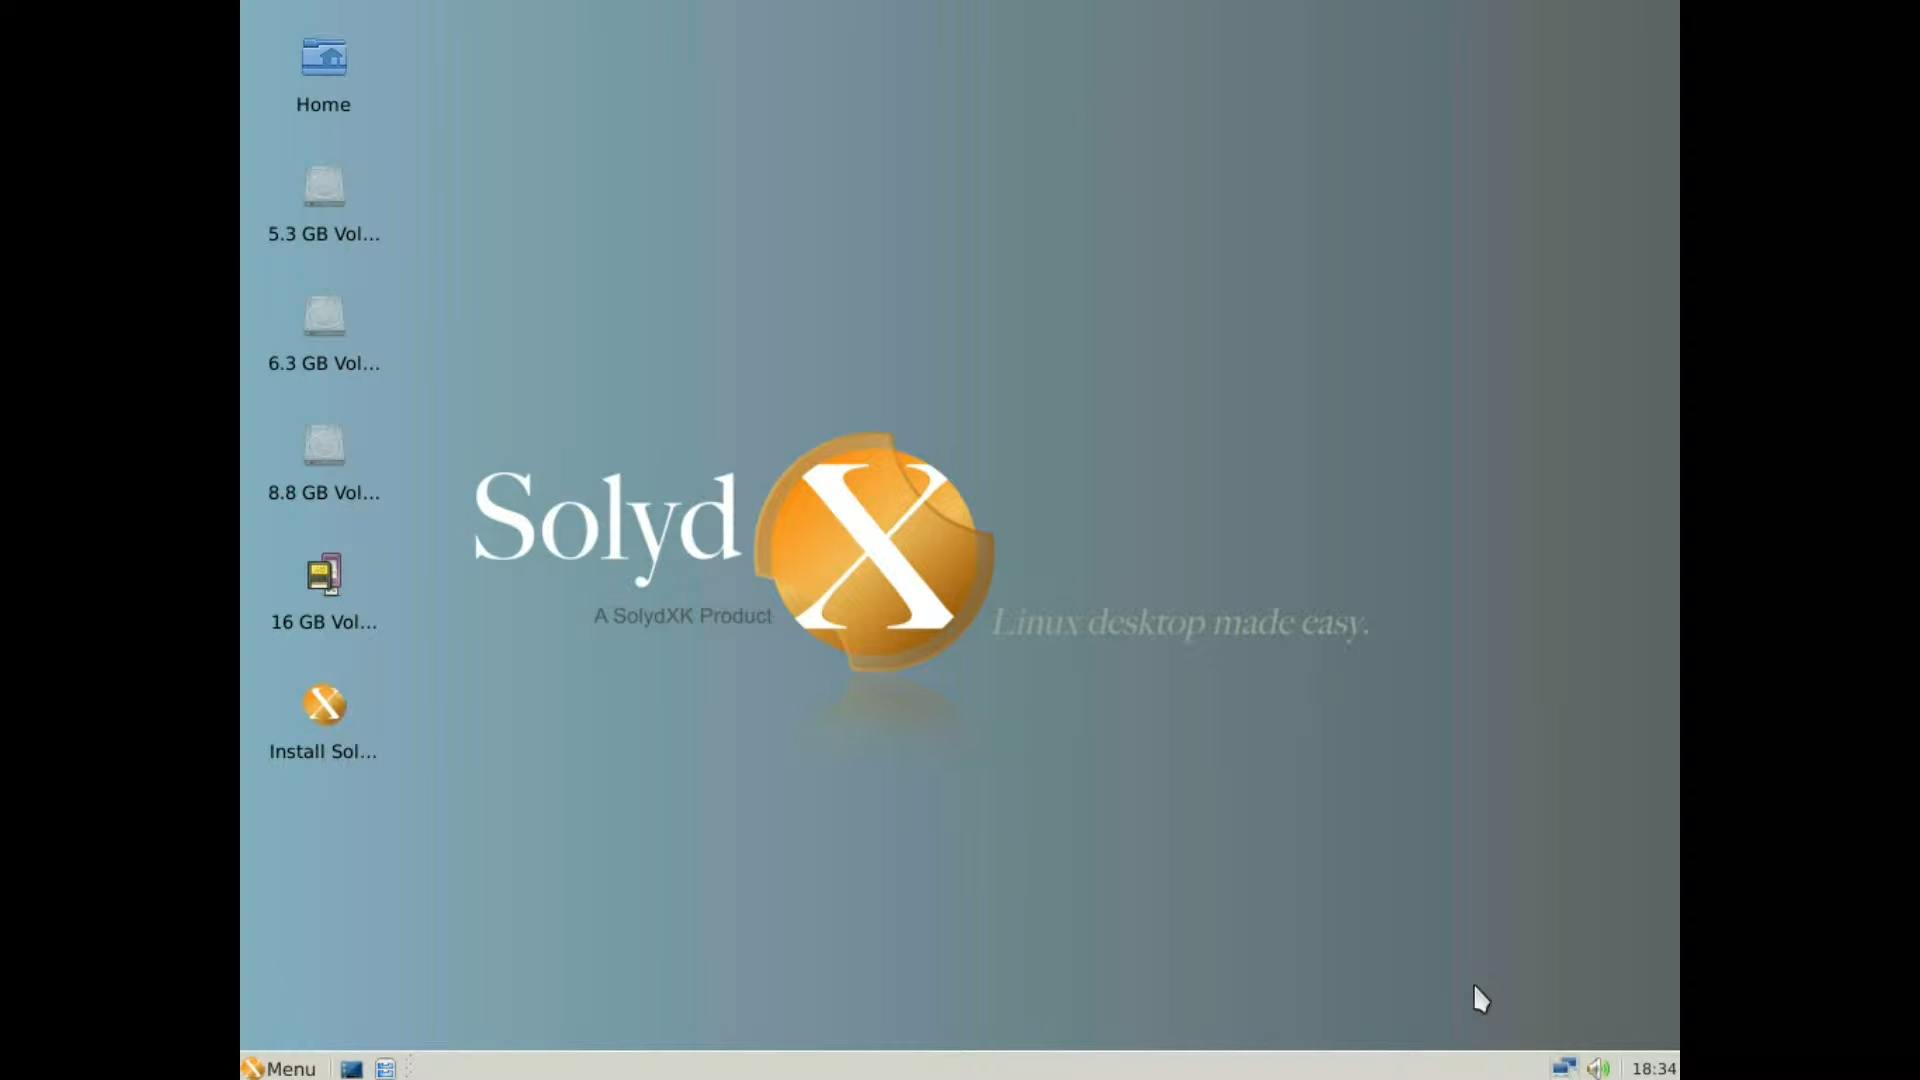 Home
5.3 GB Vol...
6.3 GB Vol...
8.8 GB Vol...
16 GB Vol...
Install Sol...
Solyd X
A SolydXK Product
Linux desktop made easy.
Menu
18:34